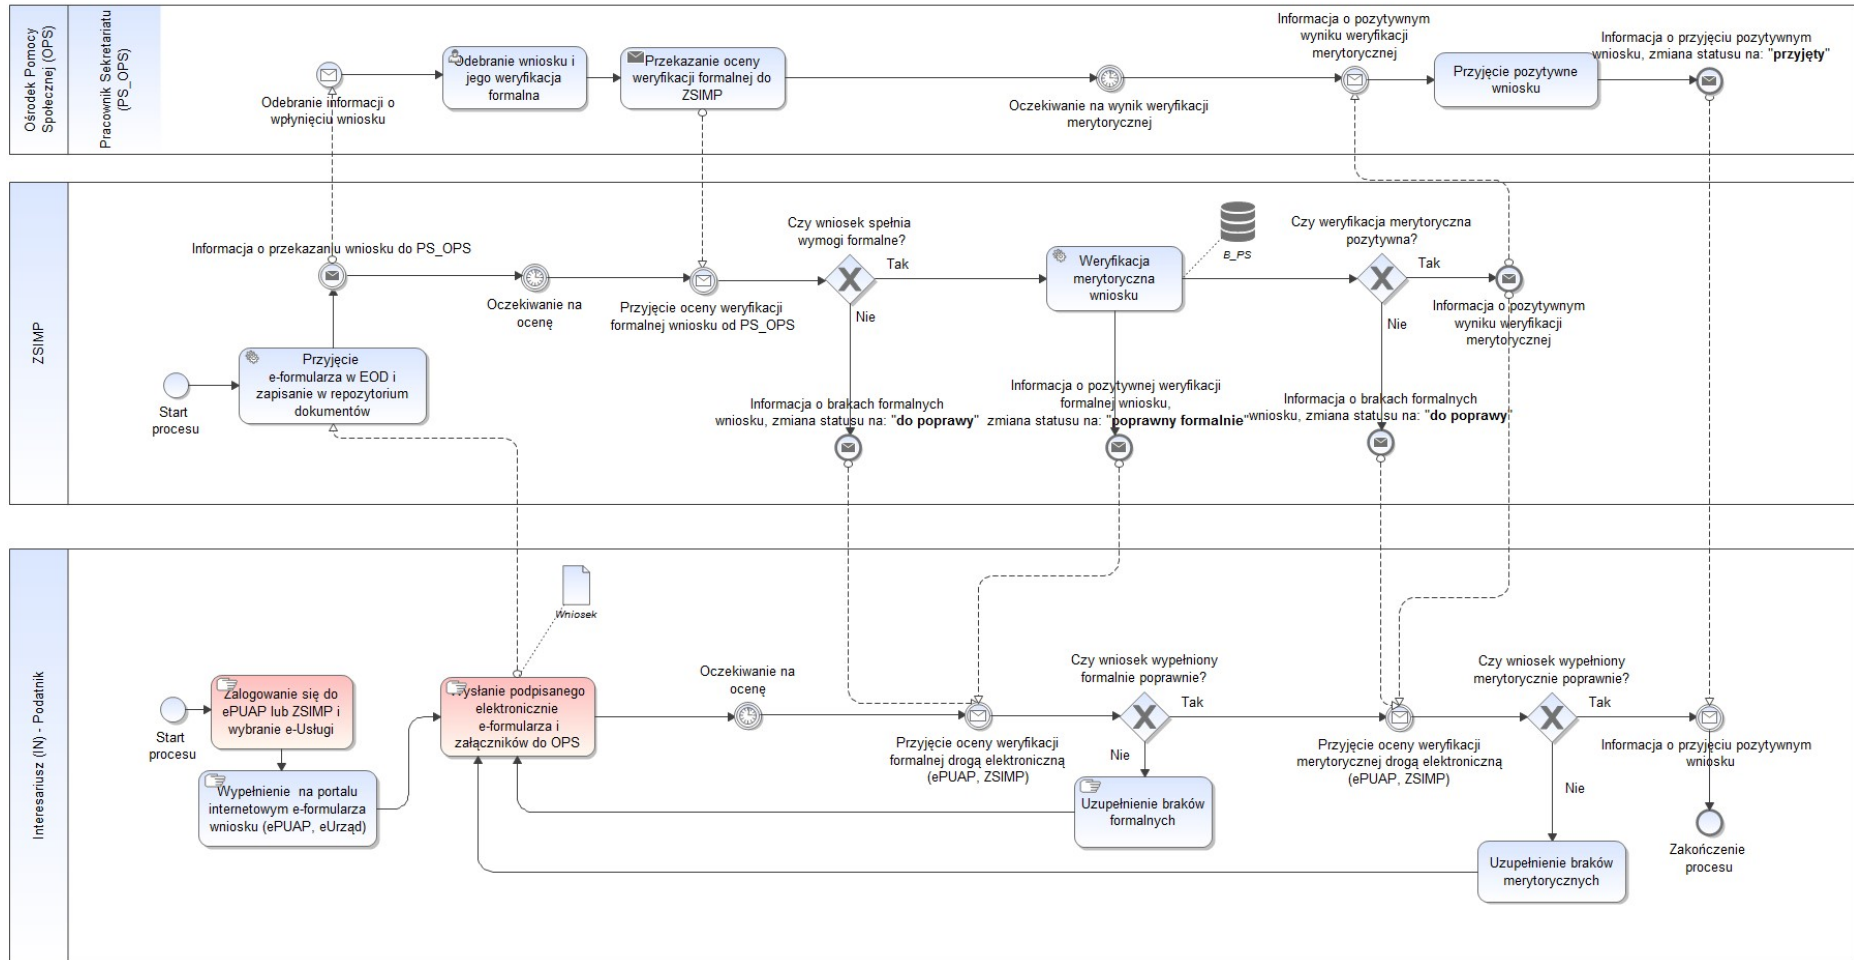 Ośrodek Pomocy
Społecznej (OPS)
Pracownik Sekretariatu
(PS_OPS)
Odebranie informacji o
wpłynięciu wniosku
Odebranie wniosku i
jego weryfikacja
formalna
Przekazanie oceny
weryfikacji formalnej do
ZSIMP
Oczekiwanie na wynik weryfikacji
merytorycznej
Informacja o pozytywnym
wyniku weryfikacji
merytorycznej
Przyjęcie pozytywne
wniosku
Informacja o przyjęciu pozytywnym
wniosku, zmiana statusu na: "przyjęty"
ZSIMP
Start
procesu
Przyjęcie
e-formularza w EOD i
zapisanie w repozytorium
dokumentów
Informacja o przekazaniu wniosku do PS_OPS
Oczekiwanie na
ocenę
Przyjęcie oceny weryfikacji
formalnej wniosku od PS_OPS
Czy wniosek spełnia
wymogi formalne?
Tak
Nie
Informacja o brakach formalnych
wniosku, zmiana statusu na: "do poprawy"
Weryfikacja
merytoryczna
wniosku
B_PS
Informacja o pozytywnej weryfikacji
formalnej wniosku,
zmiana statusu na: "poprawny formalnie"
Czy weryfikacja merytoryczna
pozytywna?
Tak
Nie
Informacja o brakach formalnych
wniosku, zmiana statusu na: "do poprawy"
Informacja o pozytywnym
wyniku weryfikacji
merytorycznej
Interesariusz (IN) - Podatnik
Start
procesu
Zalogowanie się do
ePUAP lub ZSIMP i
wybranie e-Usługi
Wypełnienie na portalu
internetowym e-formularza
wniosku (ePUAP, eUrząd)
Wniosek
Wysłanie podpisanego
elektronicznie
e-formularza i
załączników do OPS
Oczekiwanie na
ocenę
Przyjęcie oceny weryfikacji
formalnej drogą elektroniczną
(ePUAP, ZSIMP)
Czy wniosek wypełniony
formalnie poprawnie?
Tak
Nie
Uzupełnienie braków
formalnych
Przyjęcie oceny weryfikacji
merytorycznej drogą elektroniczną
(ePUAP, ZSIMP)
Czy wniosek wypełniony
merytorycznie poprawnie?
Tak
Nie
Uzupełnienie braków
merytorycznych
Informacja o przyjęciu pozytywnym
wniosku
Zakończenie
procesu